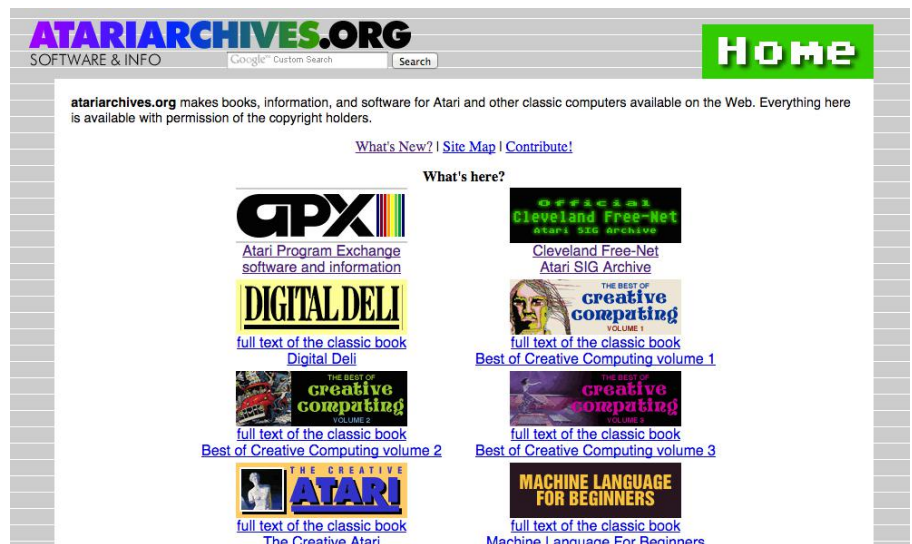 ATARIARCHIVES.ORG
SOFTWARE & INFO
Google™ Custom Search
Search
Home
atariarchives.org makes books, information, and software for Atari and other classic computers available on the Web. Everything here
is available with permission of the copyright holders.
What's New? | Site Map | Contribute!
What's here?
APX
Atari Program Exchange
software and information
Official
Cleveland Free-Net
Atari SIG Archive
Cleveland Free-Net
Atari SIG Archive
DIGITAL DELI
full text of the classic book
Digital Deli
THE BEST OF
creative
computing
VOLUME 1
full text of the classic book
Best of Creative Computing volume 1
THE BEST OF
creative
computing
VOLUME 2
full text of the classic book
Best of Creative Computing volume 2
THE BEST OF
creative
computing
VOLUME 3
full text of the classic book
Best of Creative Computing volume 3
THE CREATIVE
ATARI
full text of the classic book
The Creative Atari
MACHINE LANGUAGE
FOR BEGINNERS
full text of the classic book
Machine Language For Beginners